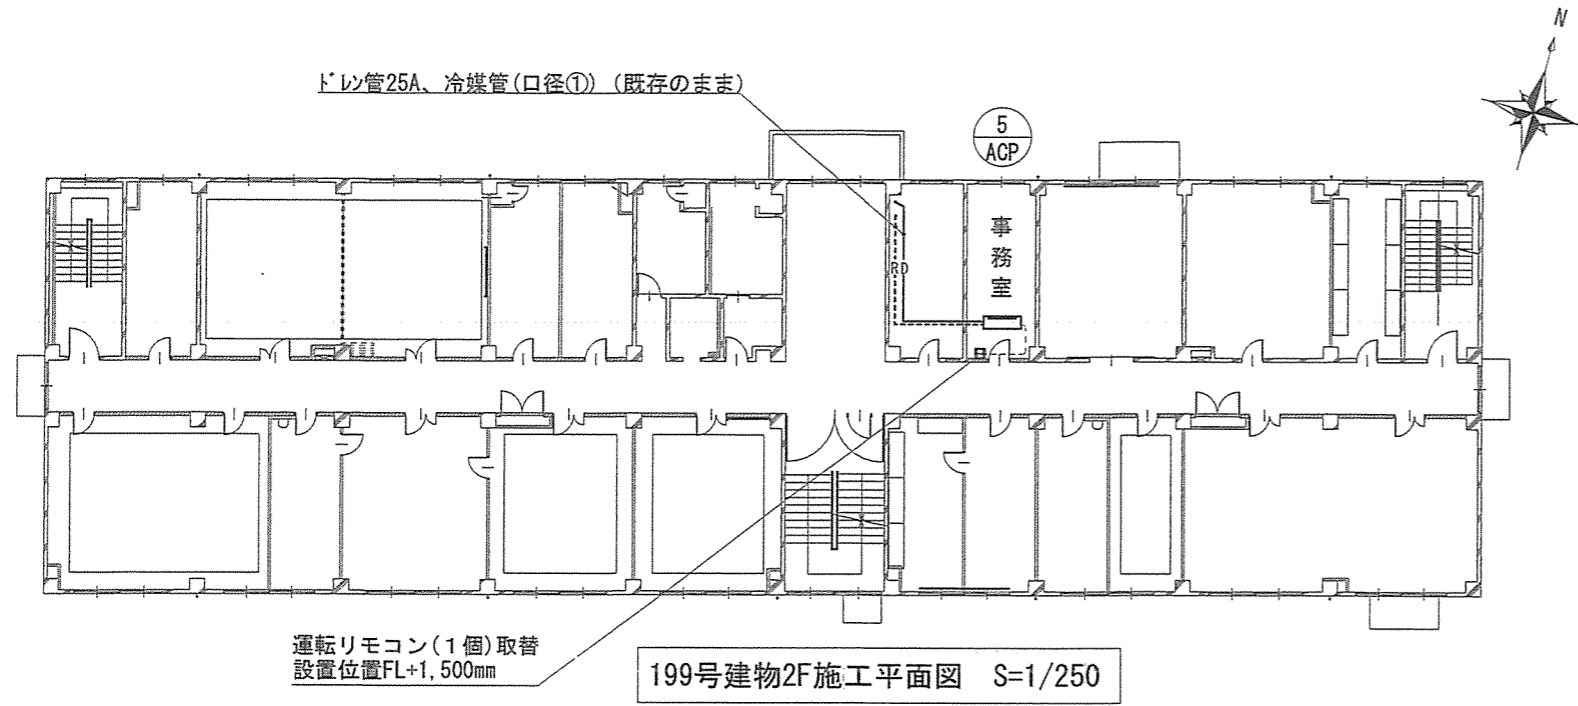 N
ドレン管25A、冷媒管(口径①) (既存のまま)
5
ACP
事務室
RD
運転リモコン(1個)取替
設置位置FL+1,500mm
199号建物2F施工平面図 S=1/250